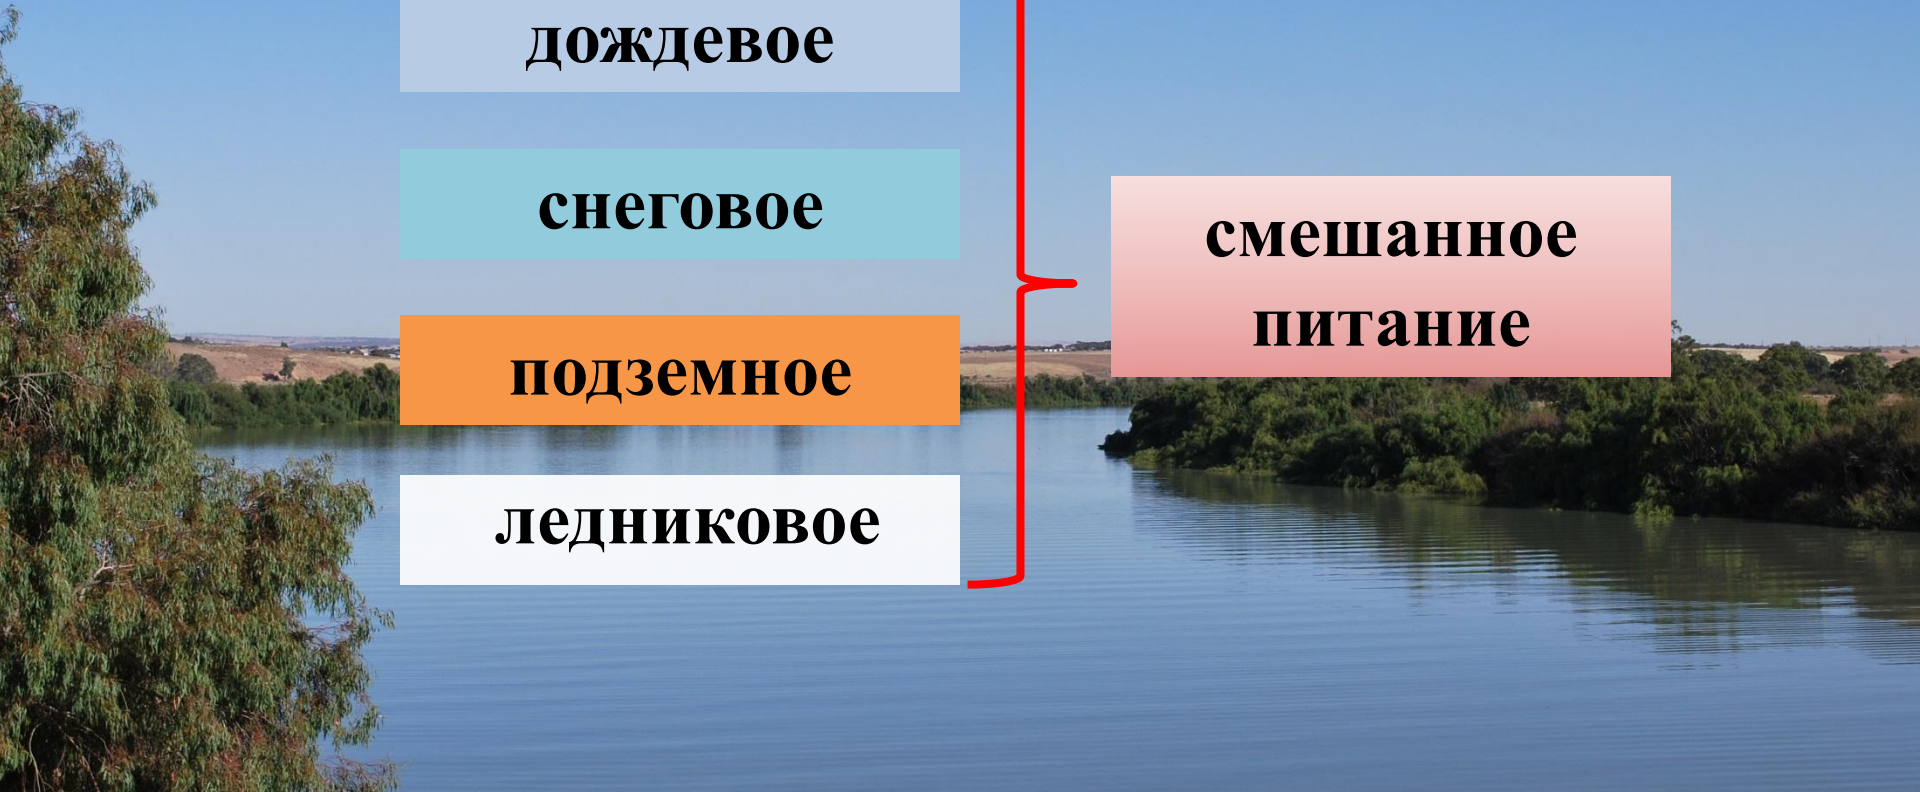 дождевое
снеговое
подземное
ледниковое
смешанное
питание